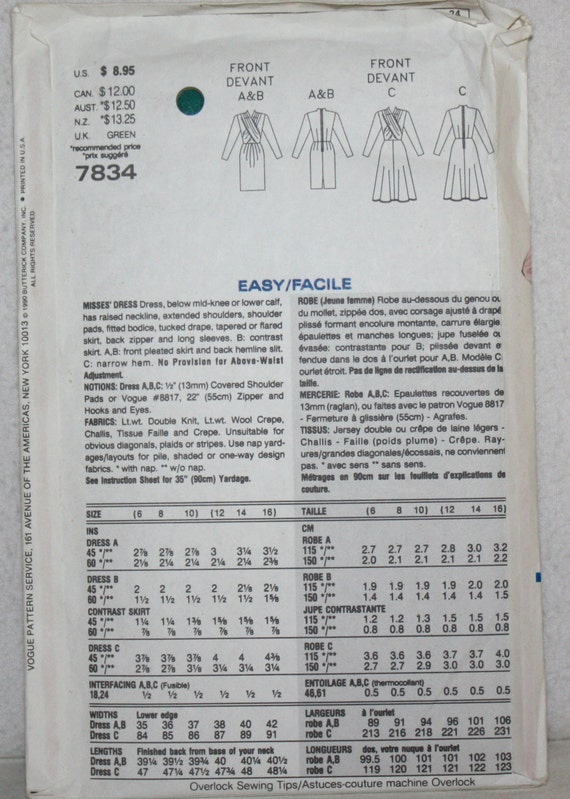 24
U.S. $ 8.95
CAN. $12.00
AUST. *$12.50
N.Z. *$13.25
U.K. GREEN
*recommended price
*prix suggéré
7834
FRONT
DEVANT
A&B
A&B
FRONT
DEVANT
C
C
VOGUE PATTERN SERVICE, 161 AVENUE OF THE AMERICAS, NEW YORK, NEW YORK 10013 © 1990 BUTTERICK COMPANY, INC. ● PRINTED IN U.S.A.
ALL RIGHTS RESERVED
EASY/FACILE
MISSES' DRESS Dress, below mid-knee or lower calf,
has raised neckline, extended shoulders, shoulder
pads, fitted bodice, tucked drape, tapered or flared
skirt, back zipper and long sleeves. B: contrast
skirt. A,B: front pleated skirt and back hemline slit.
C: narrow hem. No Provision for Above-Waist
Adjustment.
NOTIONS: Dress A,B,C: ½" (13mm) Covered Shoulder
Pads or Vogue #8817, 22" (55cm) Zipper and
Hooks and Eyes.
FABRICS: Lt.wt. Double Knit, Lt.wt. Wool Crepe,
Challis, Tissue Faille and Crepe. Unsuitable for
obvious diagonals, plaids or stripes. Use nap yard-
ages/layouts for pile, shaded or one-way design
fabrics. * with nap. ** w/o nap.
See Instruction Sheet for 35" (90cm) Yardage.
ROBE (Jeune femme) Robe au-dessous du genou ou
du mollet, zippée dos, avec corsage ajusté à drapé
plissé formant encolure montante, carrure élargie,
épaulettes et manches longues; jupe fuselée ou
évasée: contrastante pour B; plissée devant et
fendue dans le dos à l'ourlet pour A,B. Modèle C:
ourlet étroit. Pas de ligne de rectification au-dessus de la
taille.
MERCERIE: Robe A,B,C: Epaulettes recouvertes de
13mm (raglan), ou faites avec le patron Vogue 8817
- Fermeture à glissière (55cm) - Agrafes.
TISSUS: Jersey double ou crêpe de laine légers -
Challis - Faille (poids plume) - Crêpe. Ray-
ures/grandes diagonales/écossais, ne conviennent
pas. * avec sens ** sans sens.
Métrages en 90cm sur les feuillets d'explications de
couture.
SIZE (6 8 10) (12 14 16)
INS
DRESS A
45 */** 2⅞ 2⅞ 2⅞ 3 3¼ 3½
60 */** 2⅛ 2¼ 2¼ 2¼ 2¼ 2⅜
DRESS B
45 */** 2 2 2 2 2⅛ 2⅛
60 */** 1½ 1½ 1½ 1½ 1½ 1⅝
CONTRAST SKIRT
45 */** 1¼ 1¼ 1⅜ 1⅝ 1⅝ 1⅝
60 */** ⅞ ⅞ ⅞ ⅞ ⅞ ⅞
DRESS C
45 */** 3⅞ 3⅞ 3⅞ 4 4 4⅜
60 */** 2⅞ 2⅞ 3⅛ 3¼ 3¼ 3¼
INTERFACING A,B,C (Fusible)
18,24 ½ ½ ½ ½ ½ ½
WIDTHS Lower edge
Dress A,B 35 36 37 38 40 42
Dress C 84 85 86 87 89 91
LENGTHS Finished back from base of your neck
Dress A,B 39¼ 39½ 39¾ 40 40¼ 40½
Dress C 47 47¼ 47½ 47¾ 48 48¼
TAILLE (6 8 10) (12 14 16)
CM
ROBE A
115 */** 2.7 2.7 2.7 2.8 3.0 3.2
150 */** 2.0 2.1 2.1 2.1 2.1 2.2
ROBE B
115 */** 1.9 1.9 1.9 1.9 2.0 2.0
150 */** 1.4 1.4 1.4 1.4 1.4 1.5
JUPE CONTRASTANTE
115 */** 1.2 1.2 1.3 1.5 1.5 1.5
150 */** 0.8 0.8 0.8 0.8 0.8 0.8
ROBE C
115 */** 3.6 3.6 3.6 3.7 3.7 4.0
150 */** 2.7 2.7 2.9 3.0 3.0 3.0
ENTOILAGE A,B,C (thermocollant)
46,61 0.5 0.5 0.5 0.5 0.5 0.5
LARGEURS à l'ourlet
robe A,B 89 91 94 96 101 106
robe C 213 216 218 221 226 231
LONGUEURS dos, votre nuque à l'ourlet
robe A,B 99.5 100 101 101 102 103
robe C 119 120 121 121 122 123
Overlock Sewing Tips/Astuces-couture machine Overlock